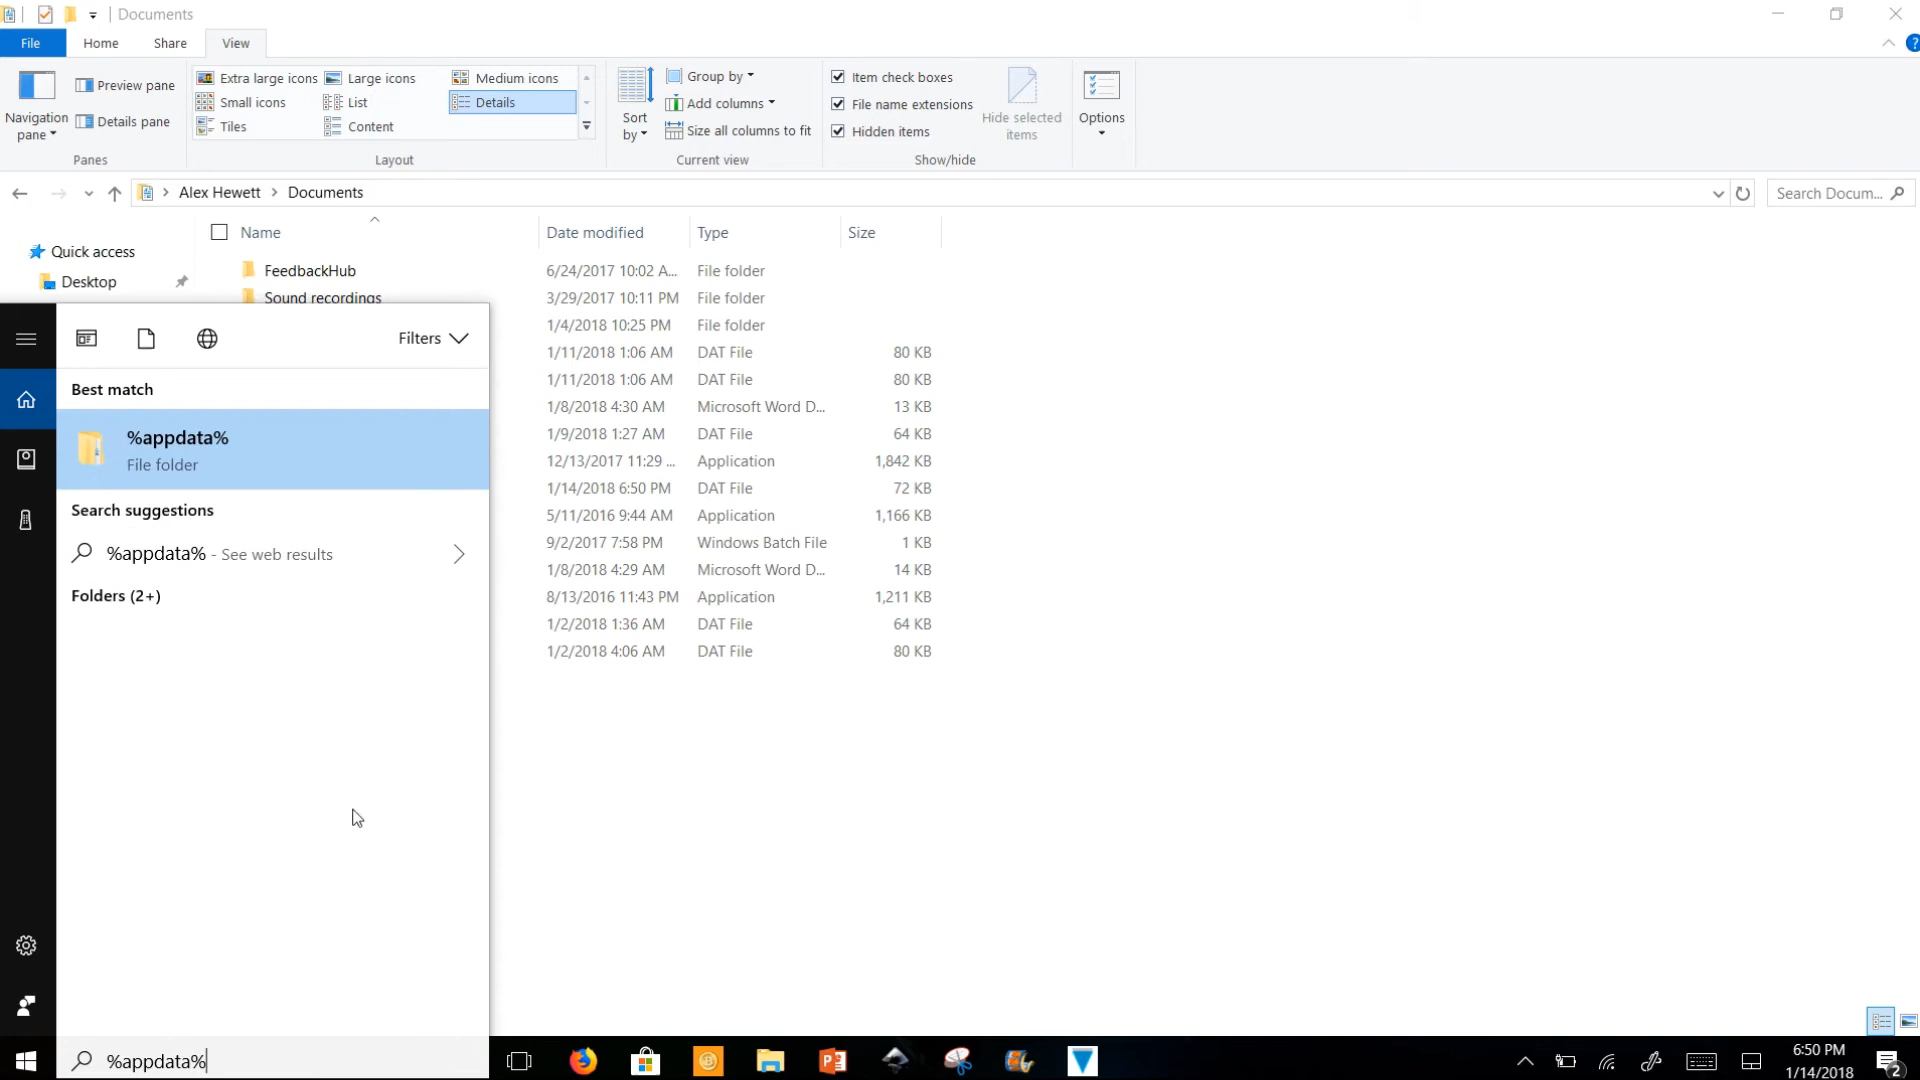 Documents
File Home Share View
Preview pane
Details pane
Navigation pane
Panes
Extra large icons Large icons Medium icons
Small icons List Details
Tiles Content
Layout
Sort by
Group by
Add columns
Size all columns to fit
Current view
Item check boxes
File name extensions
Hidden items
Hide selected items
Show/hide
Options
Alex Hewett > Documents
Search Docum...
Quick access
Desktop
Name Date modified Type Size
FeedbackHub 6/24/2017 10:02 A... File folder
Sound recordings 3/29/2017 10:11 PM File folder
1/4/2018 10:25 PM File folder
1/11/2018 1:06 AM DAT File 80 KB
1/11/2018 1:06 AM DAT File 80 KB
1/8/2018 4:30 AM Microsoft Word D... 13 KB
1/9/2018 1:27 AM DAT File 64 KB
12/13/2017 11:29 ... Application 1,842 KB
1/14/2018 6:50 PM DAT File 72 KB
5/11/2016 9:44 AM Application 1,166 KB
9/2/2017 7:58 PM Windows Batch File 1 KB
1/8/2018 4:29 AM Microsoft Word D... 14 KB
8/13/2016 11:43 PM Application 1,211 KB
1/2/2018 1:36 AM DAT File 64 KB
1/2/2018 4:06 AM DAT File 80 KB
Filters
Best match
%appdata%
File folder
Search suggestions
%appdata% - See web results
Folders (2+)
%appdata%
6:50 PM
1/14/2018
2